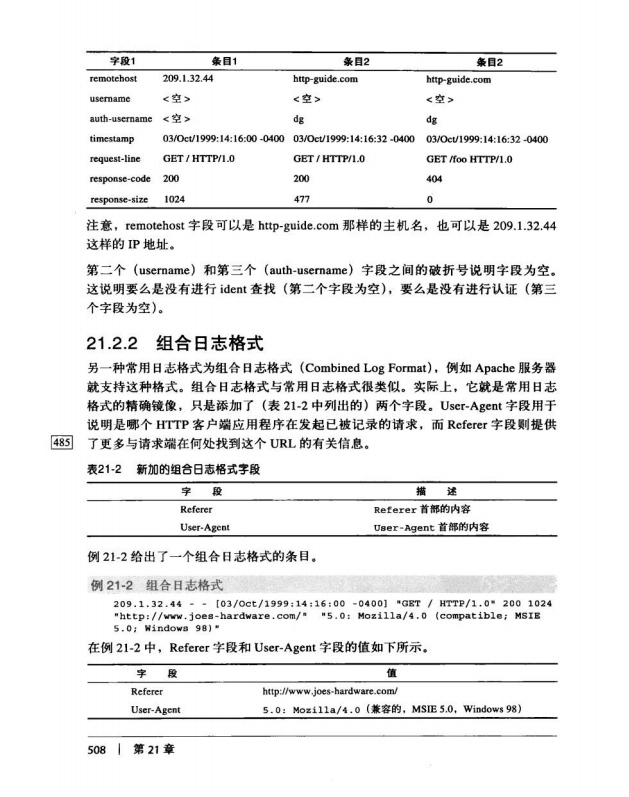 字段1 条目1 条目2 条目2
remotehost 209.1.32.44 http-guide.com http-guide.com
username <空> <空> <空>
auth-username <空> dg dg
timestamp 03/Oct/1999:14:16:00 -0400 03/Oct/1999:14:16:32 -0400 03/Oct/1999:14:16:32 -0400
request-line GET / HTTP/1.0 GET / HTTP/1.0 GET /foo HTTP/1.0
response-code 200 200 404
response-size 1024 477 0
注意，remotehost 字段可以是 http-guide.com 那样的主机名，也可以是 209.1.32.44
这样的 IP 地址。
第二个（username）和第三个（auth-username）字段之间的破折号说明字段为空。
这说明要么是没有进行 ident 查找（第二个字段为空），要么是没有进行认证（第三
个字段为空）。
21.2.2 组合日志格式
另一种常用日志格式为组合日志格式（Combined Log Format），例如 Apache 服务器
就支持这种格式。组合日志格式与常用日志格式很类似。实际上，它就是常用日志
格式的精确镜像，只是添加了（表 21-2 中列出的）两个字段。User-Agent 字段用于
说明是哪个 HTTP 客户端应用程序在发起已被记录的请求，而 Referer 字段则提供
485 了更多与请求端在何处找到这个 URL 的有关信息。
表21-2 新加的组合日志格式字段
字 段 描 述
Referer Referer 首部的内容
User-Agent User-Agent 首部的内容
例 21-2 给出了一个组合日志格式的条目。
例 21-2 组合日志格式
209.1.32.44 - - [03/Oct/1999:14:16:00 -0400] "GET / HTTP/1.0" 200 1024
"http://www.joes-hardware.com/" "5.0: Mozilla/4.0 (compatible; MSIE
5.0; Windows 98)"
在例 21-2 中，Referer 字段和 User-Agent 字段的值如下所示。
字 段 值
Referer http://www.joes-hardware.com/
User-Agent 5.0: Mozilla/4.0（兼容的，MSIE 5.0，Windows 98）
508 | 第 21 章